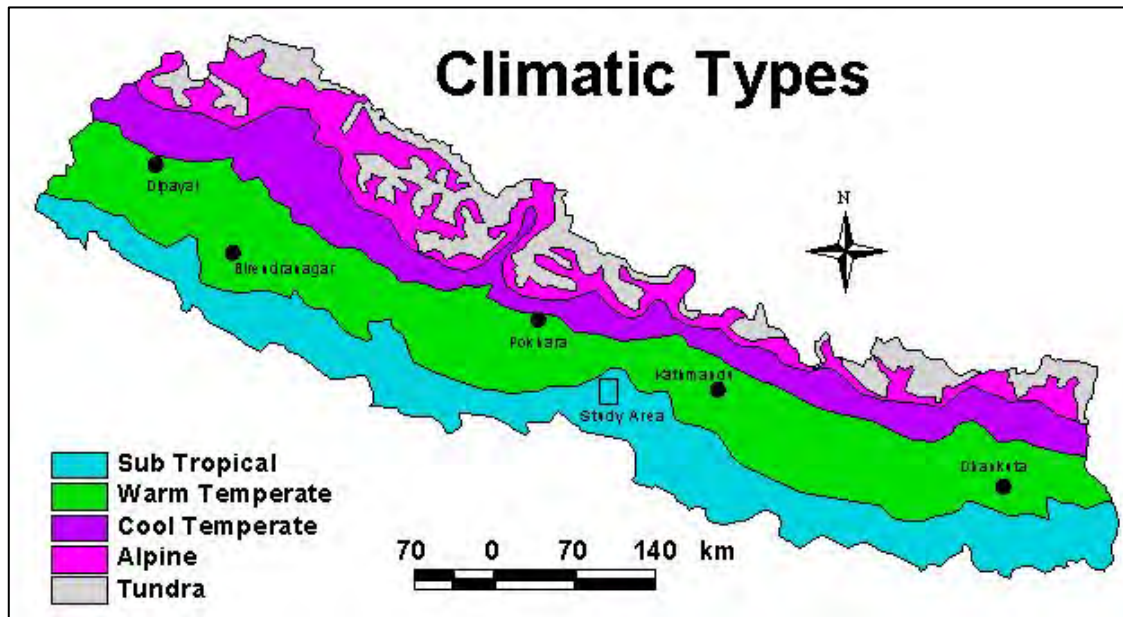 Climatic Types
N
Dipayal
Birendranagar
Pokhara
Kathmandu
Study Area
Dhankuta
Sub Tropical
Warm Temperate
Cool Temperate
Alpine
Tundra
70 0 70 140 km